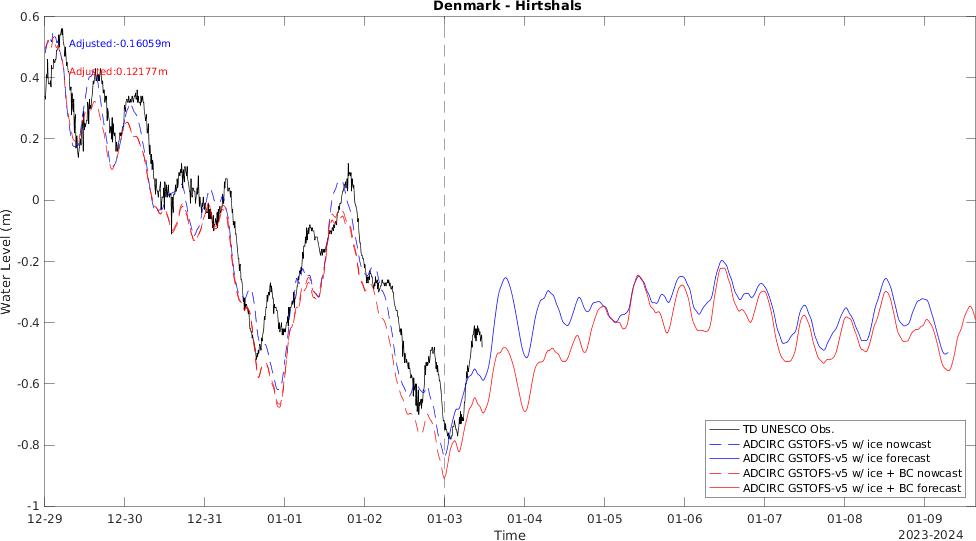 Denmark - Hirtshals
0.6
Adjusted:-0.16059m
Adjusted:0.12177m
0.4
0.2
0
-0.2
-0.4
-0.6
-0.8
-1
Water Level (m)
TD UNESCO Obs.
ADCIRC GSTOFS-v5 w/ ice nowcast
ADCIRC GSTOFS-v5 w/ ice forecast
ADCIRC GSTOFS-v5 w/ice + BC nowcast
ADCIRC GSTOFS-v5 w/ice + BC forecast
12-29 12-30 12-31 01-01 01-02 01-03 01-04 01-05 01-06 01-07 01-08 01-09
Time
2023-2024